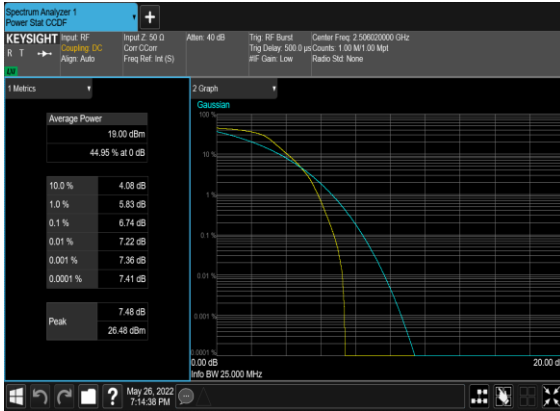 Spectrum Analyzer 1
Power Stat CCDF
KEYSIGHT Input: RF Input Z: 50 Ω Atten: 40 dB Trig: RF Burst Center Freq: 2.506020000 GHz
R T Coupling: DC Corr CCorr Trig Delay: 500.0 µs Counts: 1.00 M/1.00 Mpt
Align: Auto Freq Ref: Int (S) #IF Gain: Low Radio Std: None
1 Metrics
Average Power
19.00 dBm
44.95 % at 0 dB
10.0 % 4.08 dB
1.0 % 5.83 dB
0.1 % 6.74 dB
0.01 % 7.22 dB
0.001 % 7.36 dB
0.0001 % 7.41 dB
Peak
7.48 dB
26.48 dBm
2 Graph
Gaussian
100 %
10 %
1 %
0.1 %
0.01 %
0.001 %
0.0001 %
0.00 dB 20.00 d
Info BW 25.000 MHz
? May 26, 2022
7:14:38 PM